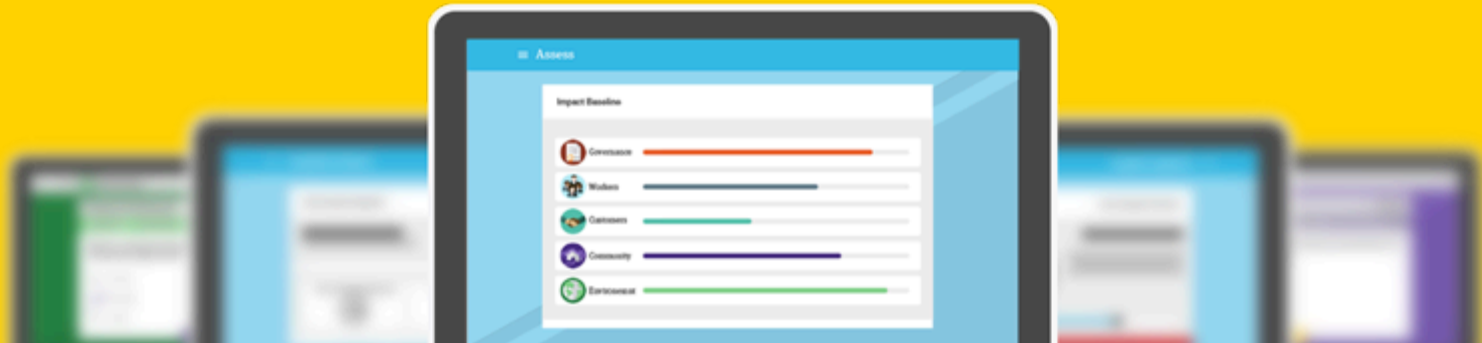 Assess
Impact Baseline
Governance
Workers
Customers
Community
Environment